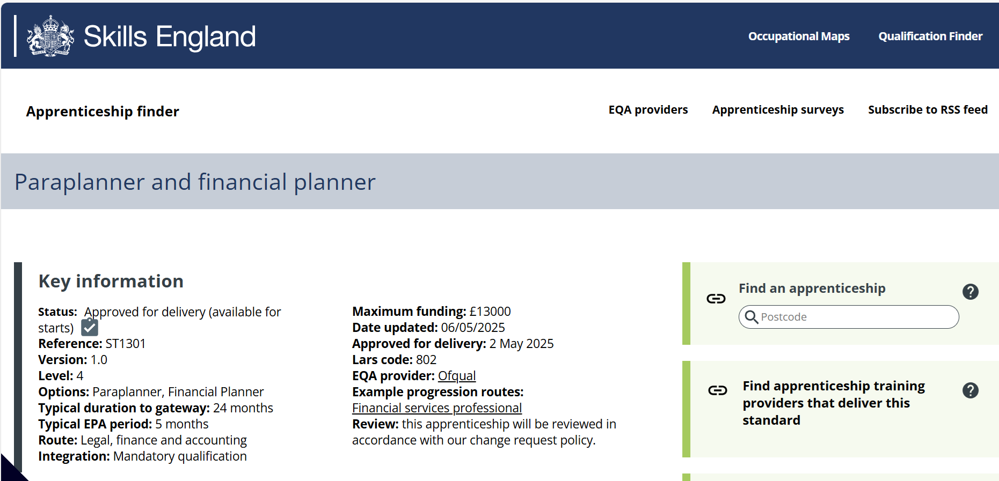 Skills England
Occupational Maps
Qualification Finder
Apprenticeship finder
EQA providers
Apprenticeship surveys
Subscribe to RSS feed
Paraplanner and financial planner
Key information
Status: Approved for delivery (available for
starts)
Reference: ST1301
Version: 1.0
Level: 4
Options: Paraplanner, Financial Planner
Typical duration to gateway: 24 months
Typical EPA period: 5 months
Route: Legal, finance and accounting
Integration: Mandatory qualification
Maximum funding: £13000
Date updated: 06/05/2025
Approved for delivery: 2 May 2025
Lars code: 802
EQA provider: Ofqual
Example progression routes:
Financial services professional
Review: this apprenticeship will be reviewed in
accordance with our change request policy.
Find an apprenticeship
?
Postcode
Find apprenticeship training
providers that deliver this
standard
?